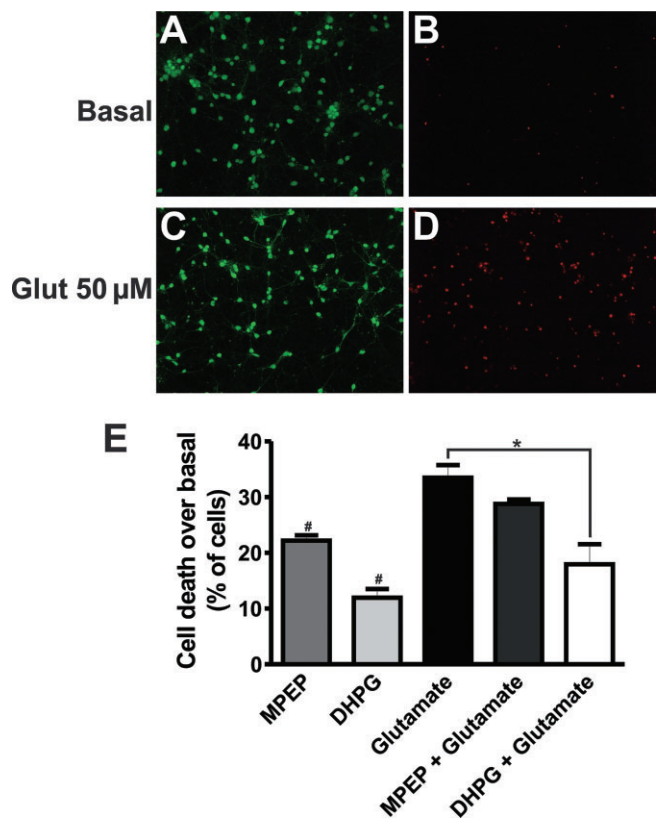 A
B
Basal
C
D
Glut 50 µM
E
Cell death over basal
(% of cells)
40
30
20
10
0
#
#
*
MPEP
DHPG
Glutamate
MPEP + Glutamate
DHPG + Glutamate